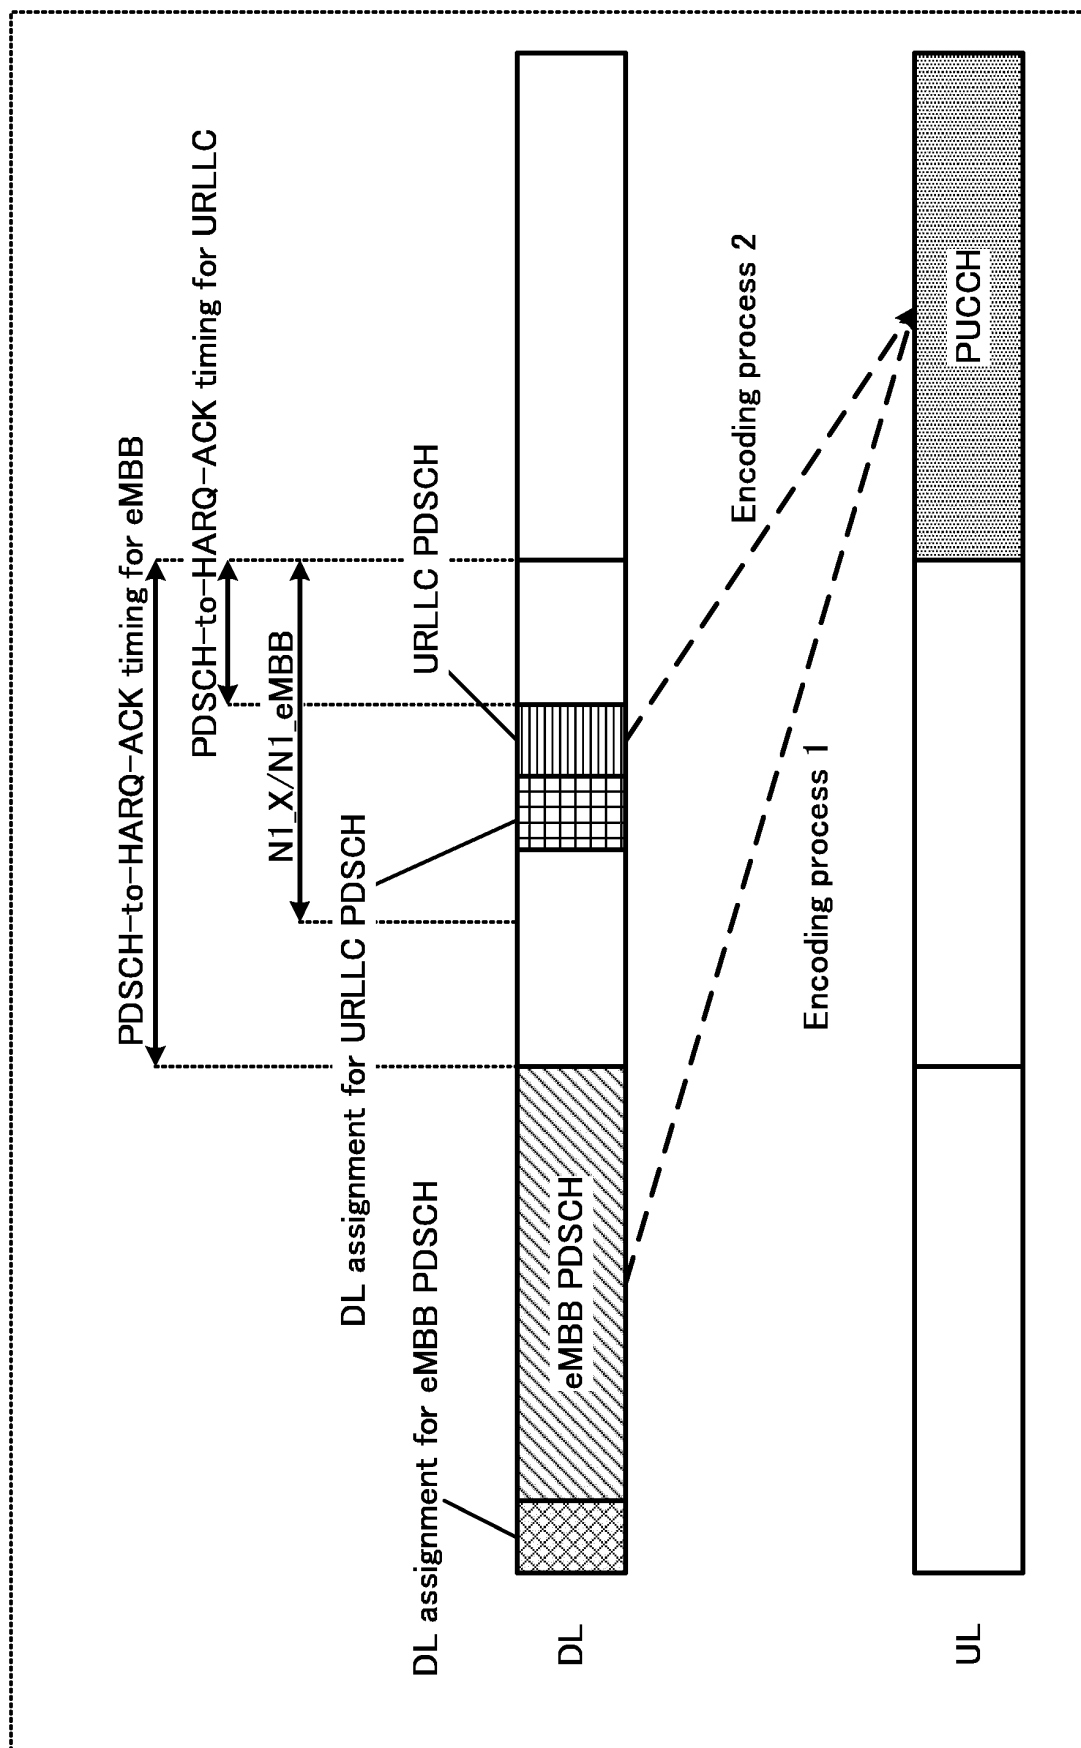 PDSCH-to-HARQ-ACK timing for eMBB
PDSCH-to-HARQ-ACK timing for URLLC
N1_X/N1_eMBB
DL assignment for URLLC PDSCH
DL assignment for eMBB PDSCH
URLLC PDSCH
DL
eMBB PDSCH
Encoding process 2
Encoding process 1
UL
PUCCH